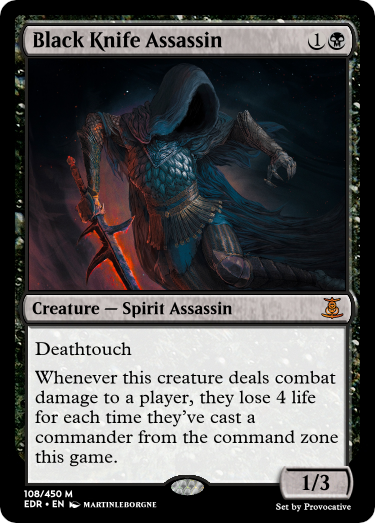 Black Knife Assassin 1
Creature — Spirit Assassin
Deathtouch
Whenever this creature deals combat
damage to a player, they lose 4 life
for each time they've cast a
commander from the command zone
this game.
1/3
108/450 M
EDR • EN MARTINLEBORGNE
Set by Provocative